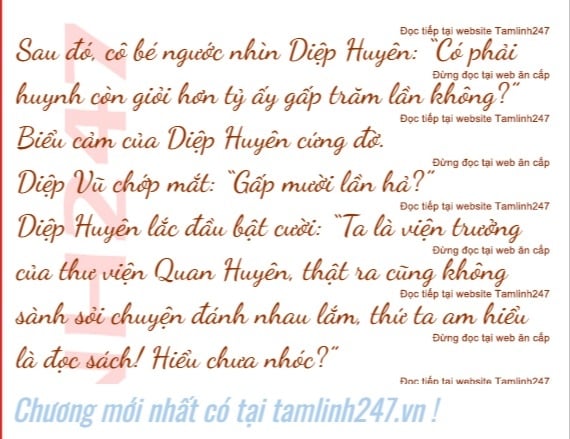 Đọc tiếp tại website Tamlinh247
Sau đó, cô bé ngước nhìn Diệp Huyên: "Có phải
Đừng đọc tại web ăn cắp
huynh còn giỏi hơn tỷ ấy gấp trăm lần không?"
Đọc tiếp tại website Tamlinh247
Biểu cảm của Diệp Huyên cứng đờ.
Đừng đọc tại web ăn cắp
Diệp Vũ chớp mắt: "Gấp mười lần hả?"
Đọc tiếp tại website Tamlinh247
Diệp Huyên lắc đầu bật cười: "Ta là viện trưởng
Đừng đọc tại web ăn cắp
của thư viện Quan Huyên, thật ra cũng không
Đọc tiếp tại website Tamlinh247
sành sỏi chuyện đánh nhau lắm, thứ ta am hiểu
Đừng đọc tại web ăn cắp
là đọc sách! Hiểu chưa nhóc?"
Đọc tiếp tại website Tamlinh247
NH247
Chương mới nhất có tại tamlinh247.vn !